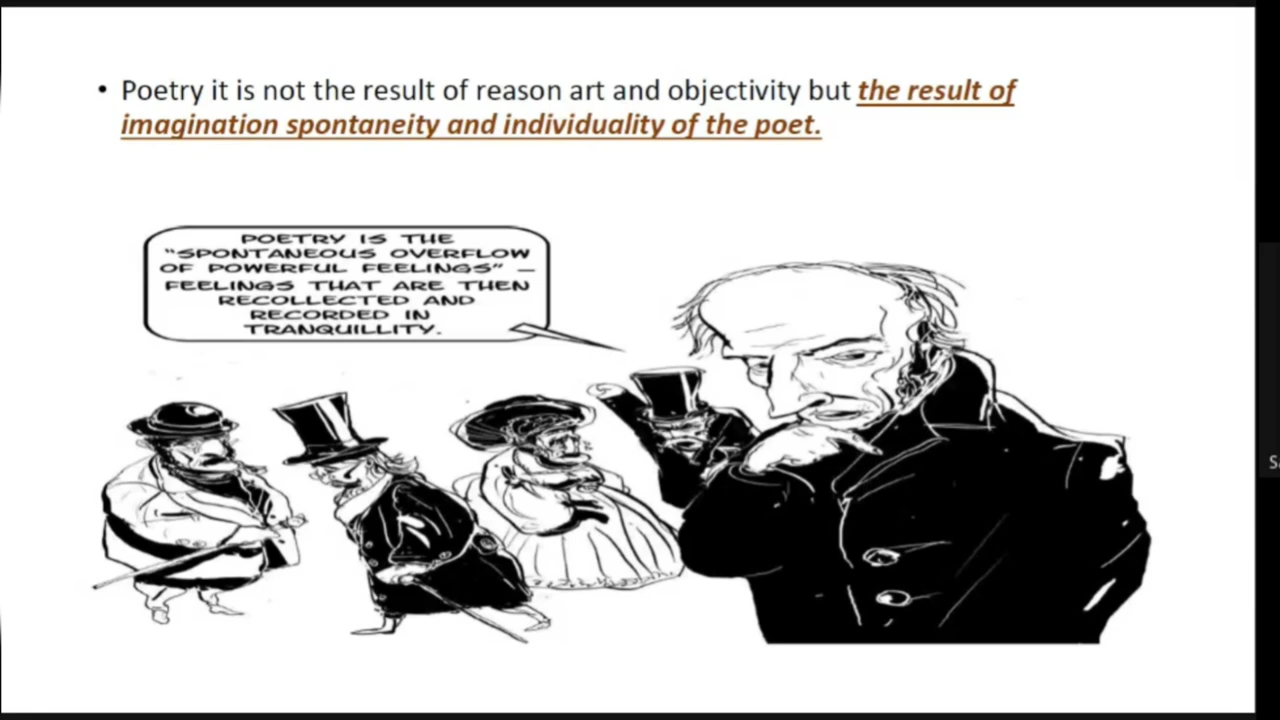 • Poetry it is not the result of reason art and objectivity but the result of
imagination spontaneity and individuality of the poet.
POETRY IS THE
"SPONTANEOUS OVERFLOW
OF POWERFUL FEELINGS" —
FEELINGS THAT ARE THEN
RECOLLECTED AND
RECORDED IN
TRANQUILLITY.